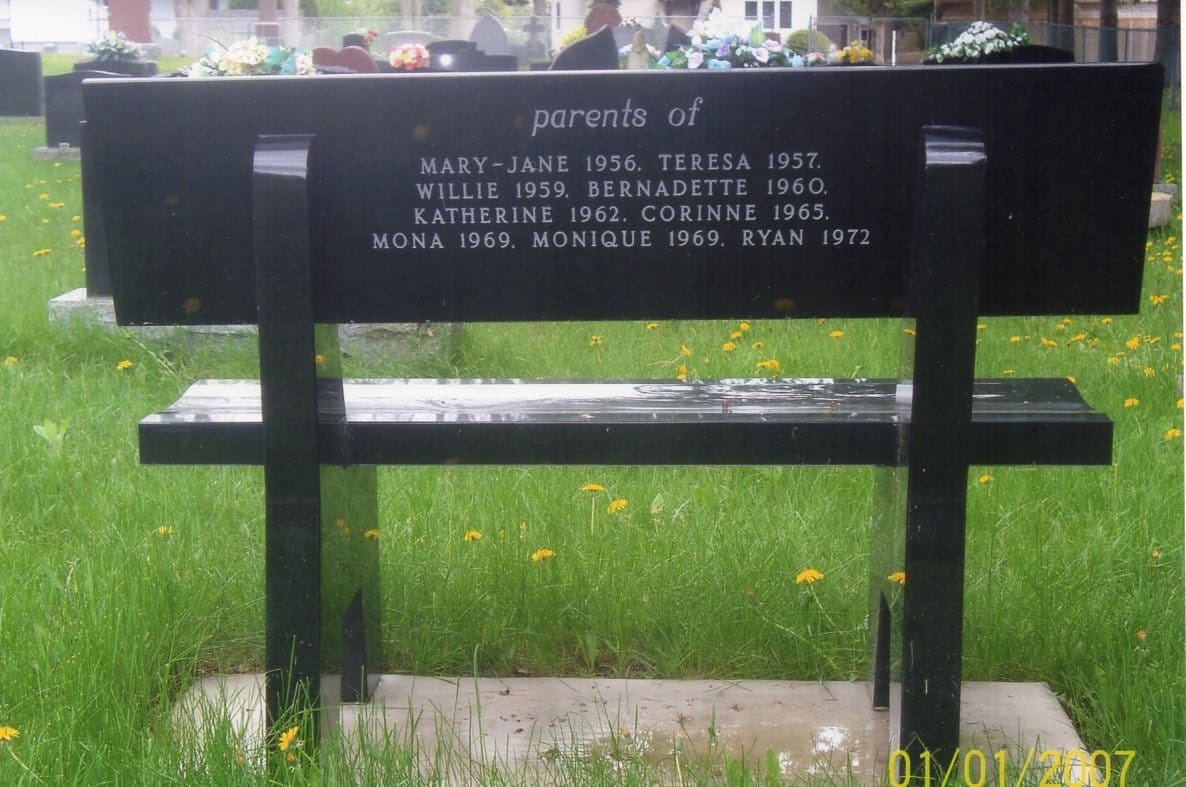 parents of
MARY-JANE 1956. TERESA 1957.
WILLIE 1959. BERNADETTE 1960.
KATHERINE 1962. CORINNE 1965.
MONA 1969. MONIQUE 1969. RYAN 1972
01/01/2007